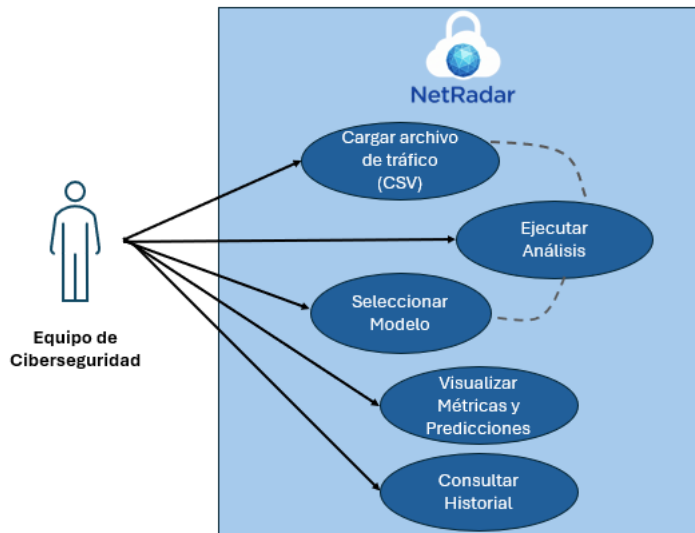 NetRadar
Cargar archivo
de tráfico
(CSV)
Ejecutar
Análisis
Seleccionar
Modelo
Equipo de
Ciberseguridad
Visualizar
Métricas y
Predicciones
Consultar
Historial